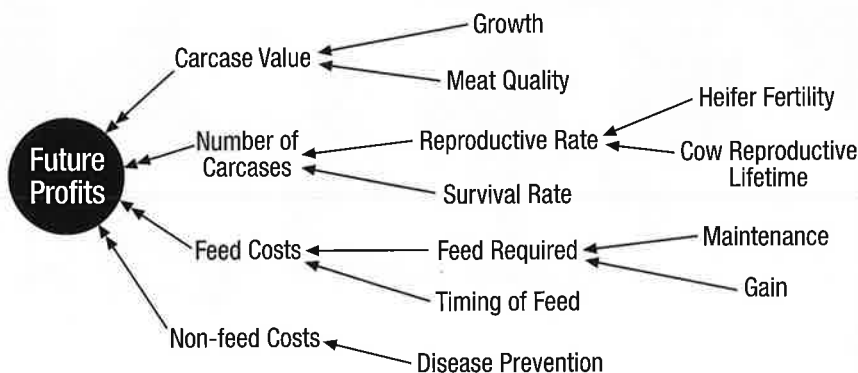 Growth
Carcase Value
Meat Quality
Heifer Fertility
Future
Profits
Number of
Carcases
Reproductive Rate
Cow Reproductive
Lifetime
Survival Rate
Maintenance
Feed Costs
Feed Required
Gain
Timing of Feed
Non-feed Costs
Disease Prevention